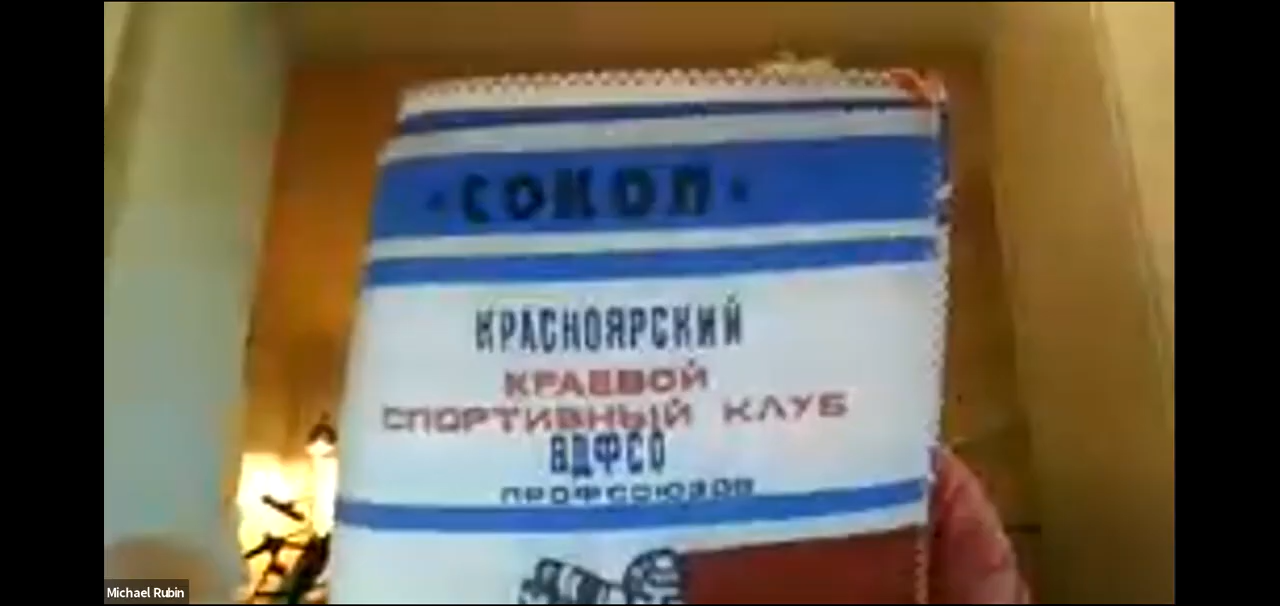 ·СОКОЛ·
КРАСНОЯРСКИЙ
КРАЕВОЙ
СПОРТИВНЫЙ КЛУБ
ВДФСО
ПРОФСОЮЗОВ
Michael Rubin